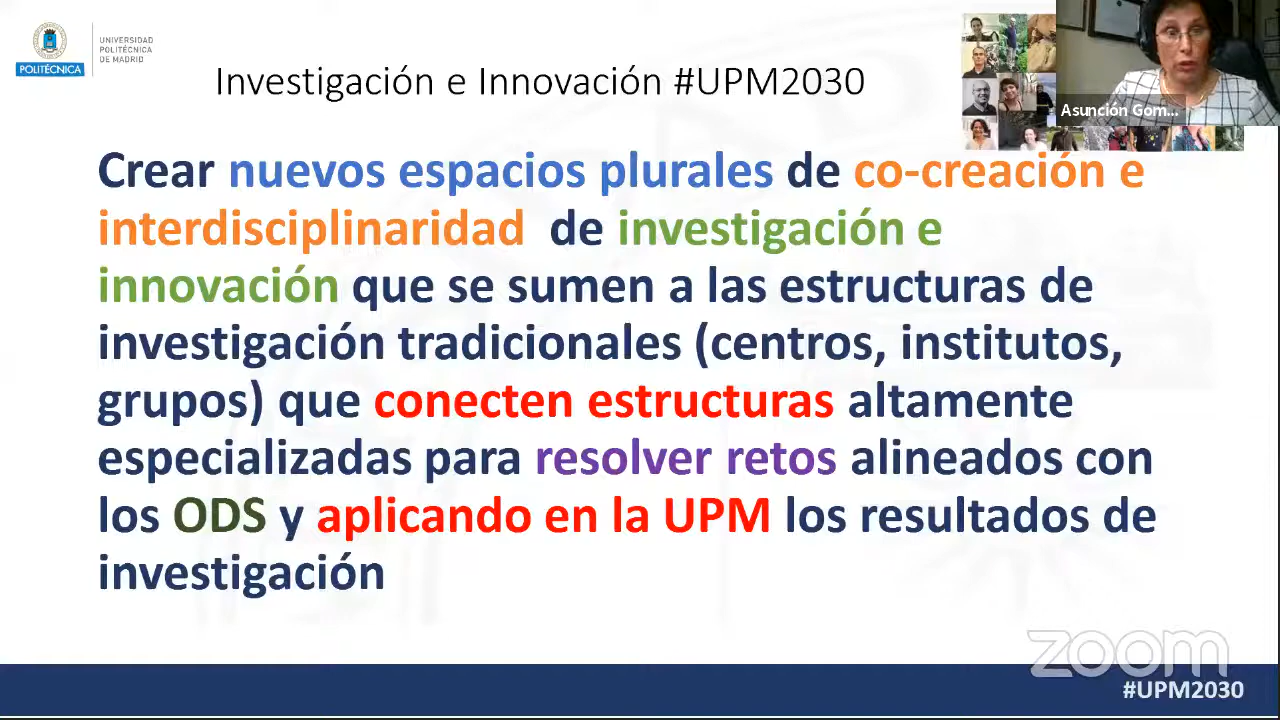 POLITÉCNICA
UNIVERSIDAD
POLITÉCNICA
DE MADRID
Investigación e Innovación #UPM2030
Asunción Gom...
Crear nuevos espacios plurales de co-creación e
interdisciplinaridad de investigación e
innovación que se sumen a las estructuras de
investigación tradicionales (centros, institutos,
grupos) que conecten estructuras altamente
especializadas para resolver retos alineados con
los ODS y aplicando en la UPM los resultados de
investigación
zoom
#UPM2030